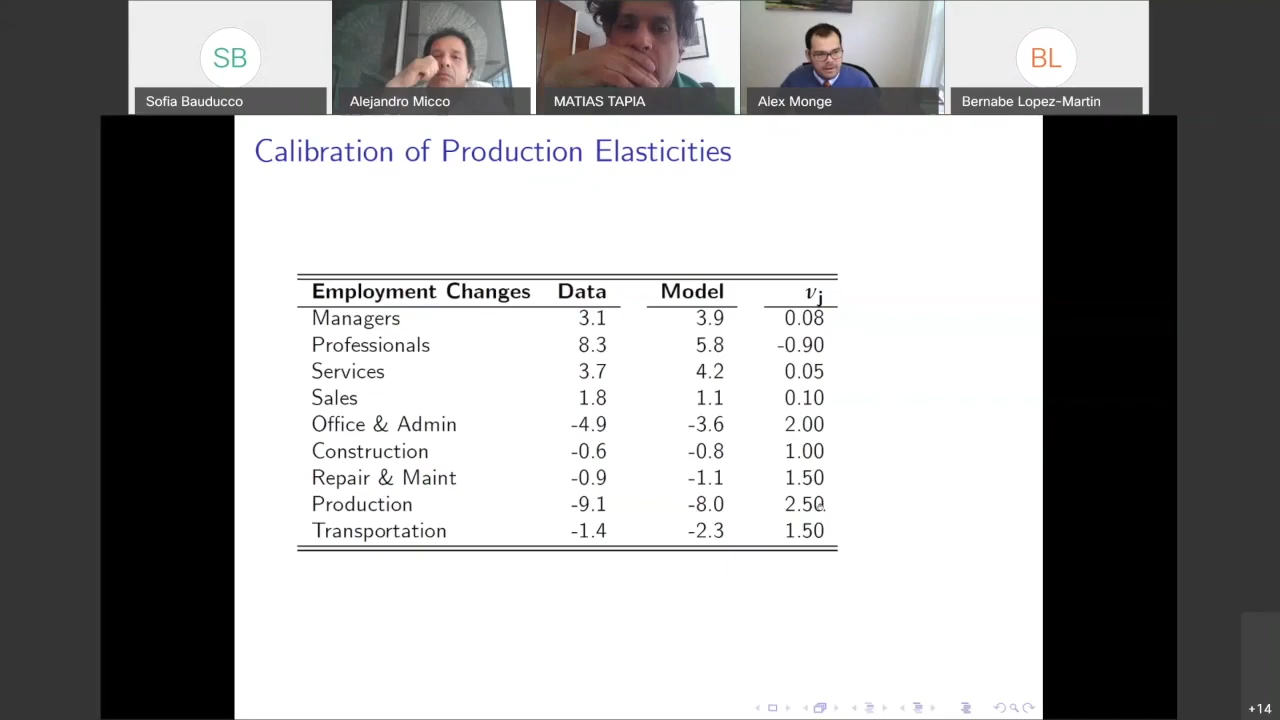 SB
BL
Sofia Bauducco
Alejandro Micco
MATIAS TAPIA
Alex Monge
Bernabe Lopez-Martin
Calibration of Production Elasticities
Employment Changes Data Model νj
Managers 3.1 3.9 0.08
Professionals 8.3 5.8 -0.90
Services 3.7 4.2 0.05
Sales 1.8 1.1 0.10
Office & Admin -4.9 -3.6 2.00
Construction -0.6 -0.8 1.00
Repair & Maint -0.9 -1.1 1.50
Production -9.1 -8.0 2.50
Transportation -1.4 -2.3 1.50
+14